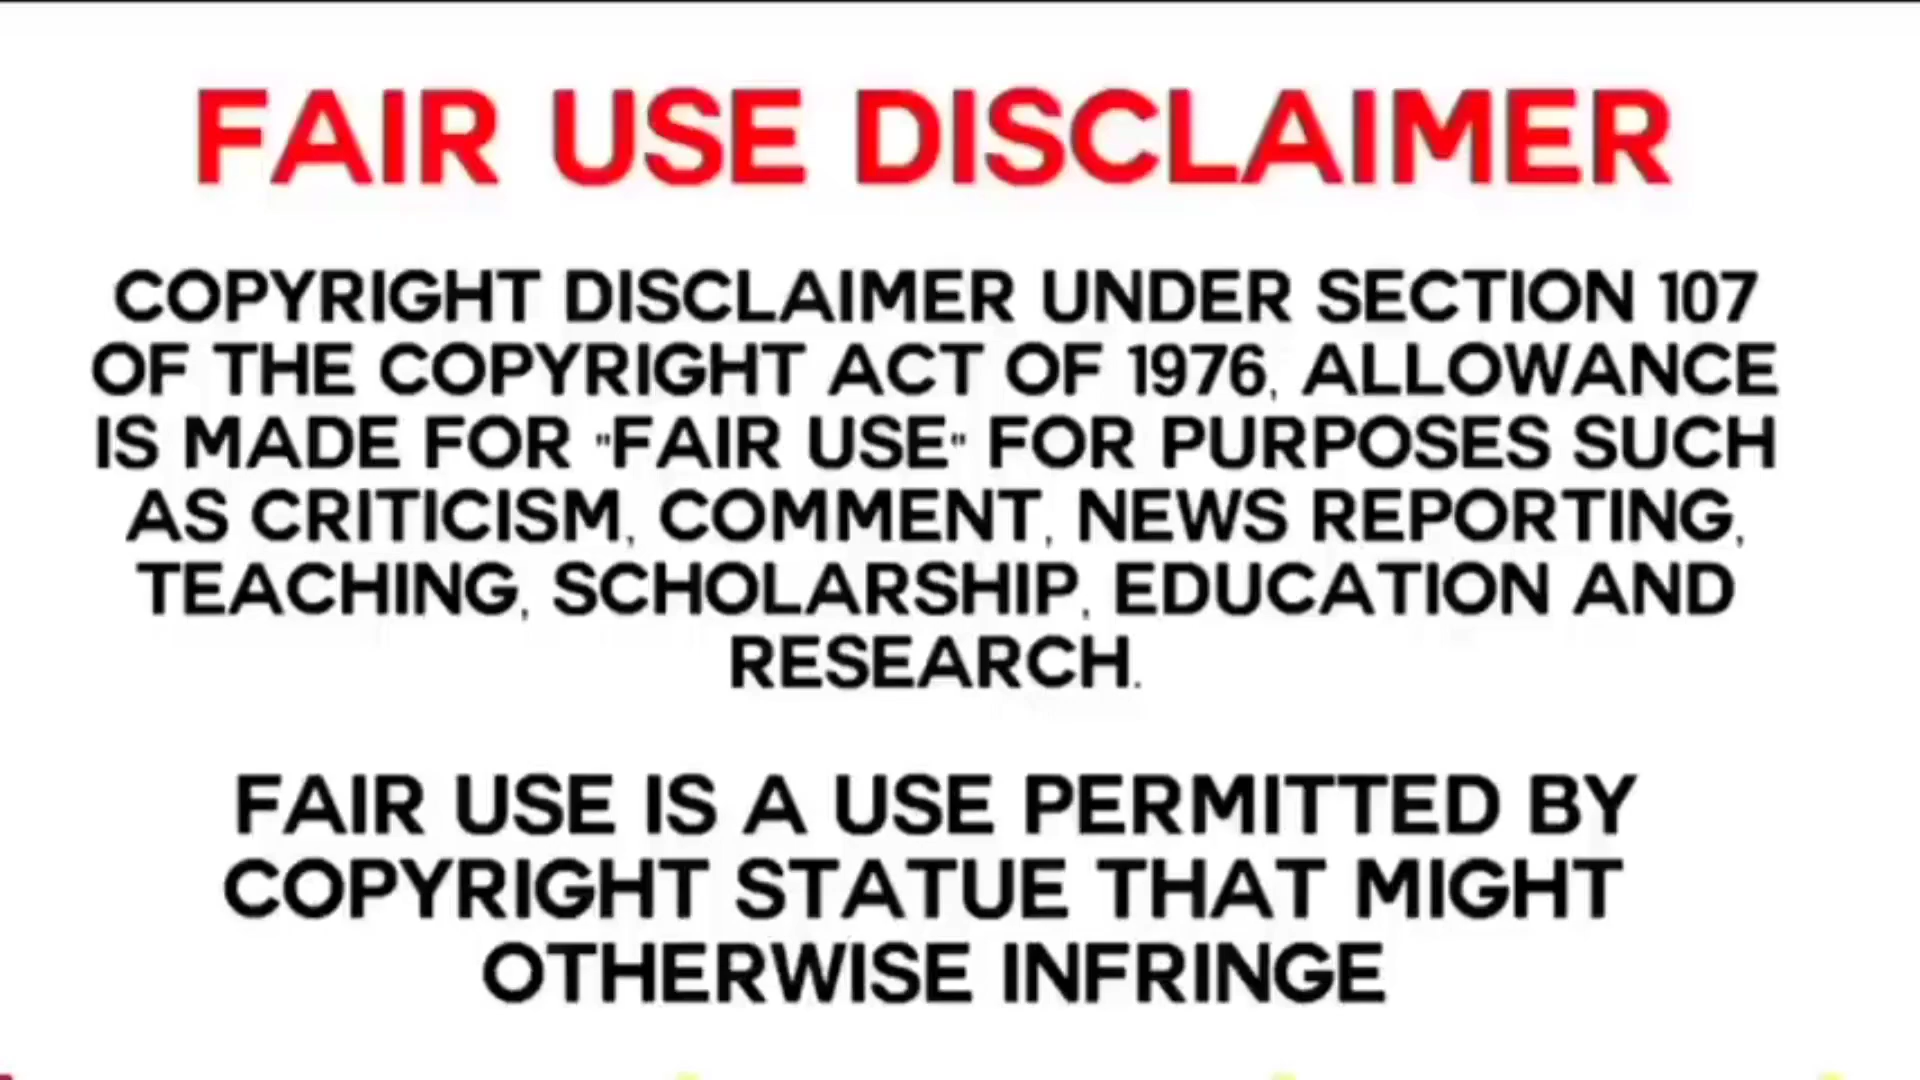 FAIR USE DISCLAIMER
COPYRIGHT DISCLAIMER UNDER SECTION 107
OF THE COPYRIGHT ACT OF 1976, ALLOWANCE
IS MADE FOR "FAIR USE" FOR PURPOSES SUCH
AS CRITICISM, COMMENT, NEWS REPORTING,
TEACHING, SCHOLARSHIP, EDUCATION AND
RESEARCH.
FAIR USE IS A USE PERMITTED BY
COPYRIGHT STATUE THAT MIGHT
OTHERWISE INFRINGE